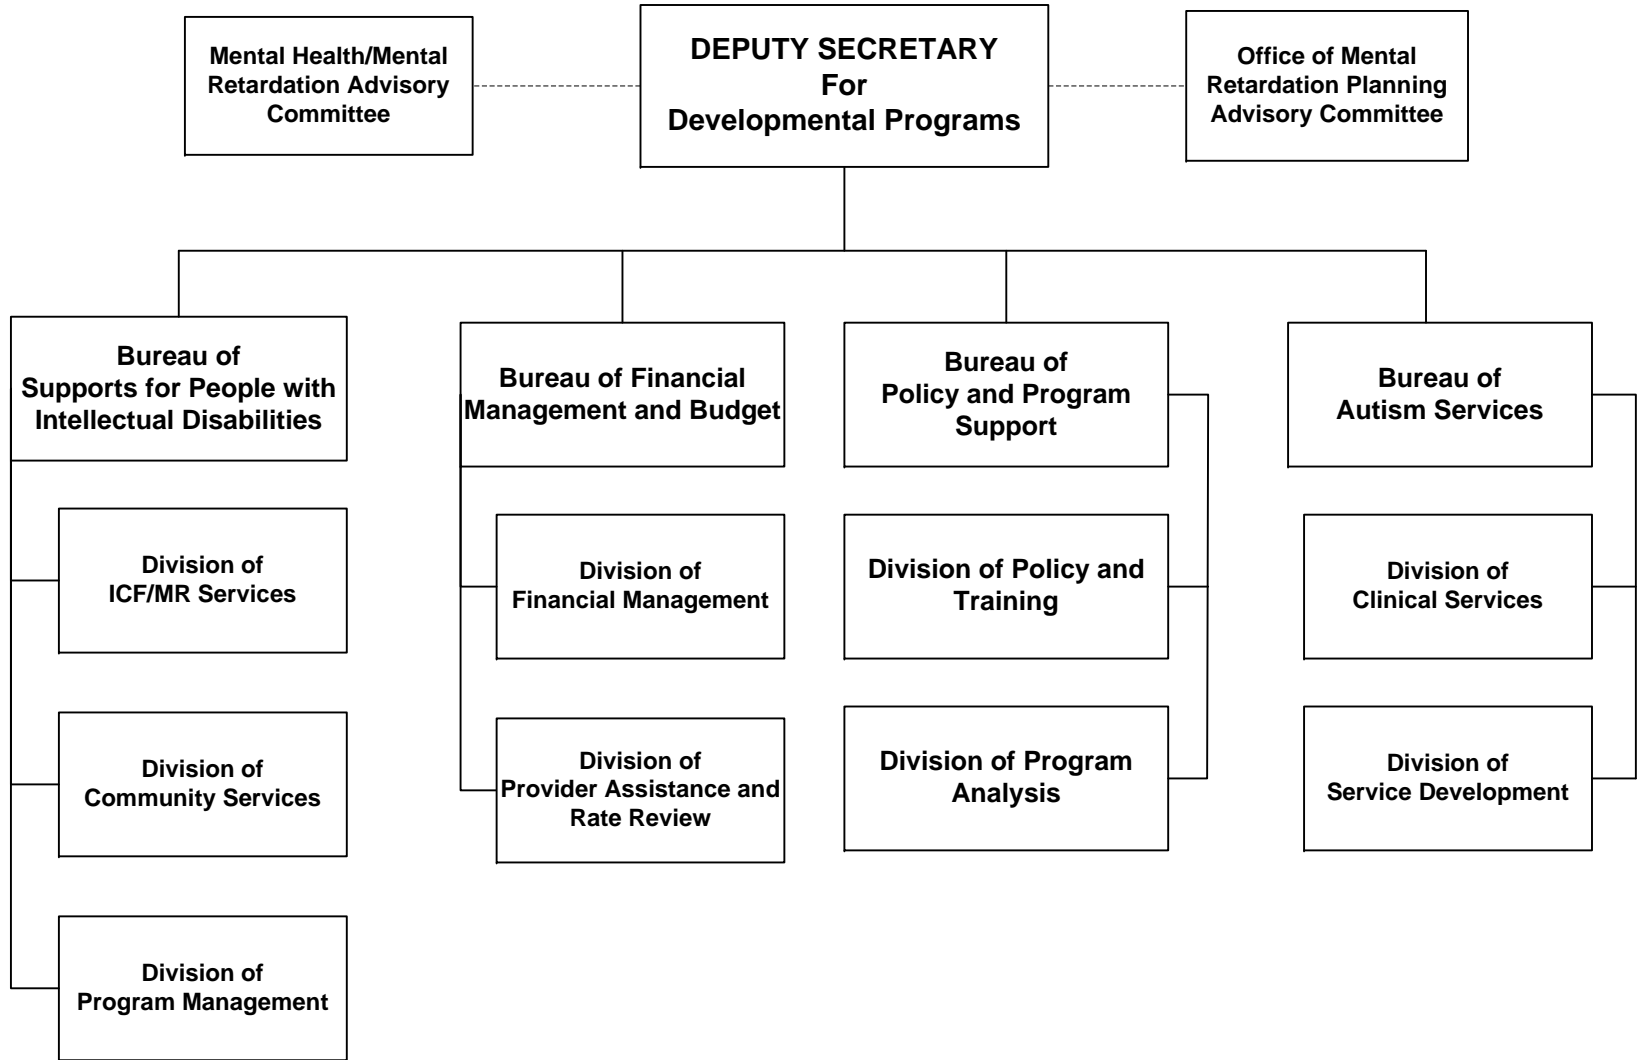 Mental Health/Mental
Retardation Advisory
Committee
DEPUTY SECRETARY
For
Developmental Programs
Office of Mental
Retardation Planning
Advisory Committee
Bureau of
Supports for People with
Intellectual Disabilities
Bureau of Financial
Management and Budget
Bureau of
Policy and Program
Support
Bureau of
Autism Services
Division of
ICF/MR Services
Division of
Financial Management
Division of Policy and
Training
Division of
Clinical Services
Division of
Community Services
Division of
Provider Assistance and
Rate Review
Division of Program
Analysis
Division of
Service Development
Division of
Program Management